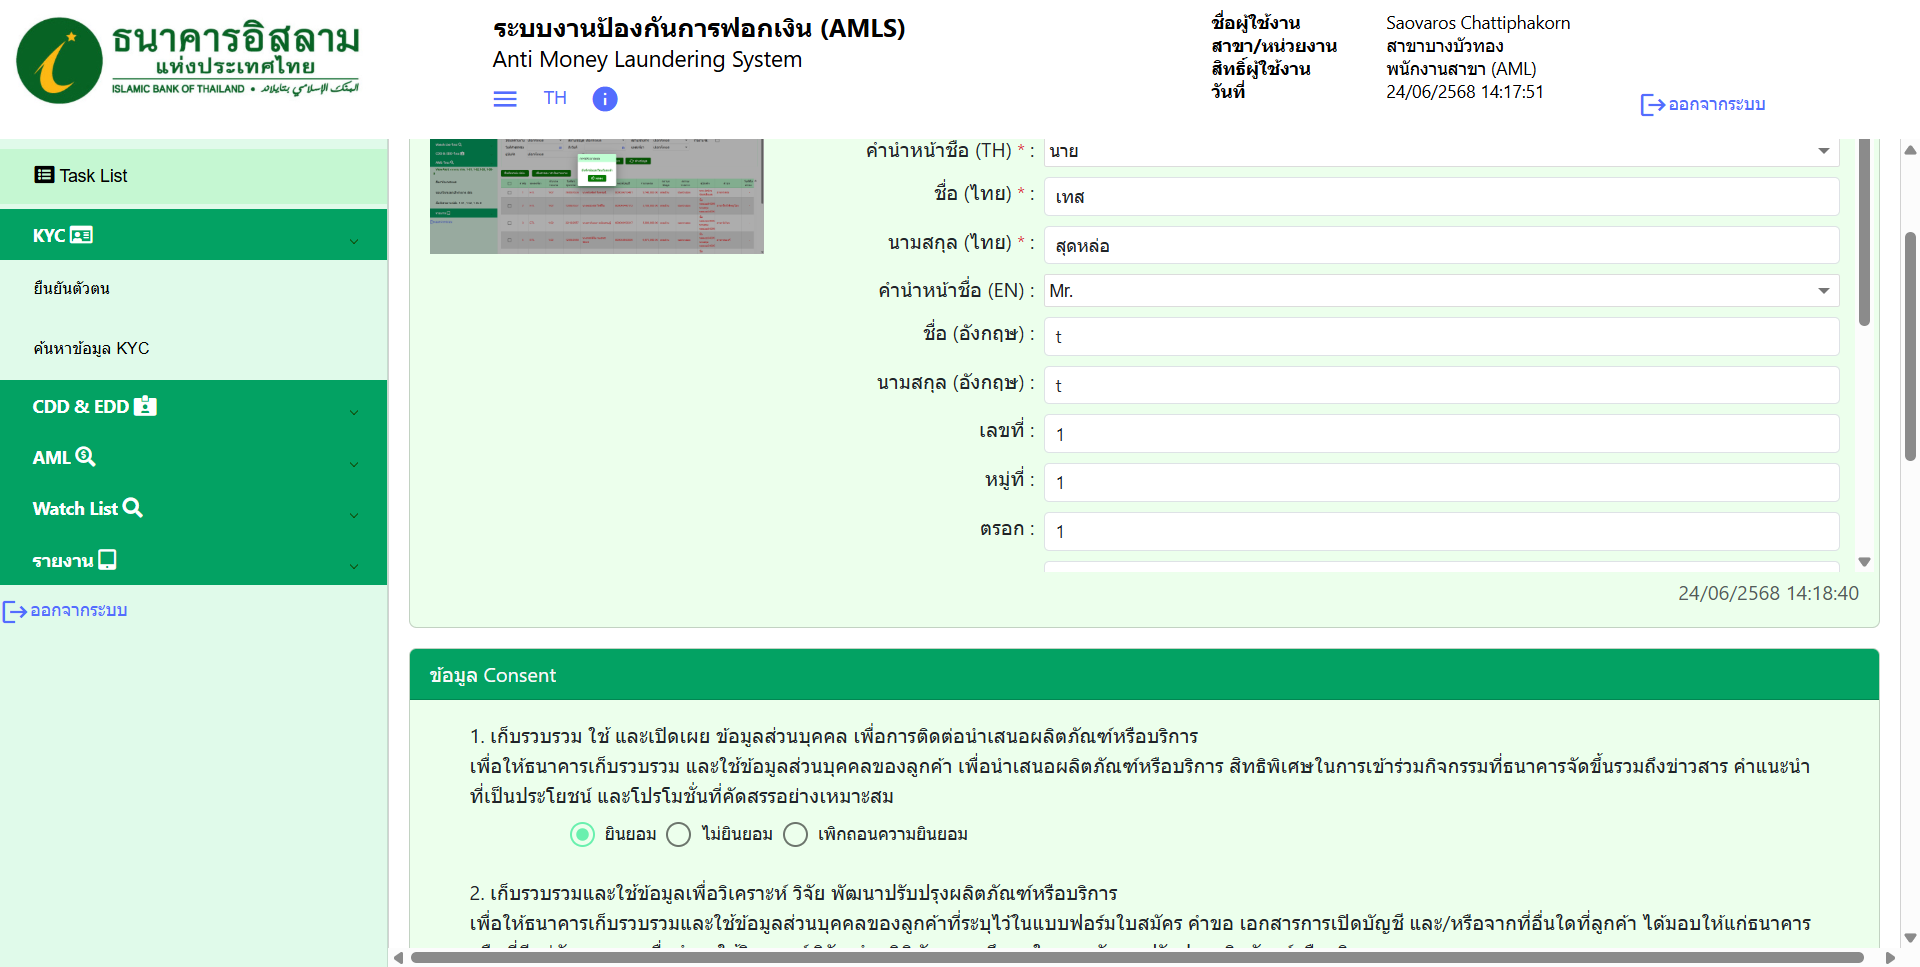 ธนาคารอิสลาม
แห่งประเทศไทย
ISLAMIC BANK OF THAILAND
ระบบงานป้องกันการฟอกเงิน (AMLS)
Anti Money Laundering System
TH
ชื่อผู้ใช้งาน Saovaros Chattiphakorn
สาขา/หน่วยงาน สาขาบางบัวทอง
สิทธิ์ผู้ใช้งาน พนักงานสาขา (AML)
วันที่ 24/06/2568 14:17:51
ออกจากระบบ
Task List
KYC
ยืนยันตัวตน
ค้นหาข้อมูล KYC
CDD & EDD
AML
Watch List
รายงาน
ออกจากระบบ
คำนำหน้าชื่อ (TH) * : นาย
ชื่อ (ไทย) * : เทส
นามสกุล (ไทย) * : สุดหล่อ
คำนำหน้าชื่อ (EN) : Mr.
ชื่อ (อังกฤษ) : t
นามสกุล (อังกฤษ) : t
เลขที่ : 1
หมู่ที่ : 1
ตรอก : 1
24/06/2568 14:18:40
ข้อมูล Consent
1. เก็บรวบรวม ใช้ และเปิดเผย ข้อมูลส่วนบุคคล เพื่อการติดต่อนำเสนอผลิตภัณฑ์หรือบริการ
เพื่อให้ธนาคารเก็บรวบรวม และใช้ข้อมูลส่วนบุคคลของลูกค้า เพื่อนำเสนอผลิตภัณฑ์หรือบริการ สิทธิพิเศษในการเข้าร่วมกิจกรรมที่ธนาคารจัดขึ้นรวมถึงข่าวสาร คำแนะนำ
ที่เป็นประโยชน์ และโปรโมชั่นที่คัดสรรอย่างเหมาะสม
ยินยอม ไม่ยินยอม เพิกถอนความยินยอม
2. เก็บรวบรวมและใช้ข้อมูลเพื่อวิเคราะห์ วิจัย พัฒนาปรับปรุงผลิตภัณฑ์หรือบริการ
เพื่อให้ธนาคารเก็บรวบรวมและใช้ข้อมูลส่วนบุคคลของลูกค้าที่ระบุไว้ในแบบฟอร์มใบสมัคร คำขอ เอกสารการเปิดบัญชี และ/หรือจากที่อื่นใดที่ลูกค้า ได้มอบให้แก่ธนาคาร